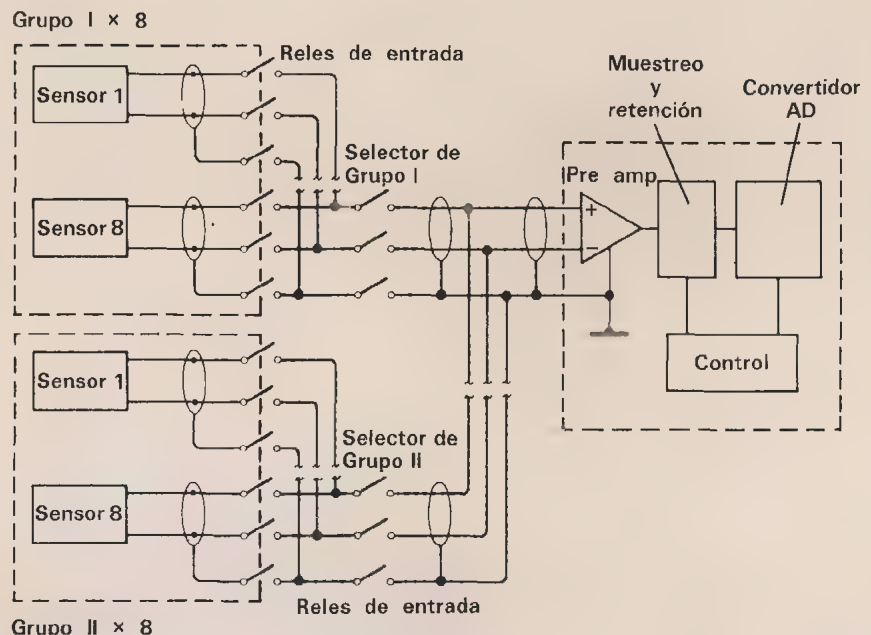 Grupo I × 8
Reles de entrada
Sensor 1
Selector de
Grupo I
Sensor 8
Muestreo
y
retención
Convertidor
AD
Pre amp
+
−
Control
Sensor 1
Selector de
Grupo II
Sensor 8
Reles de entrada
Grupo II × 8